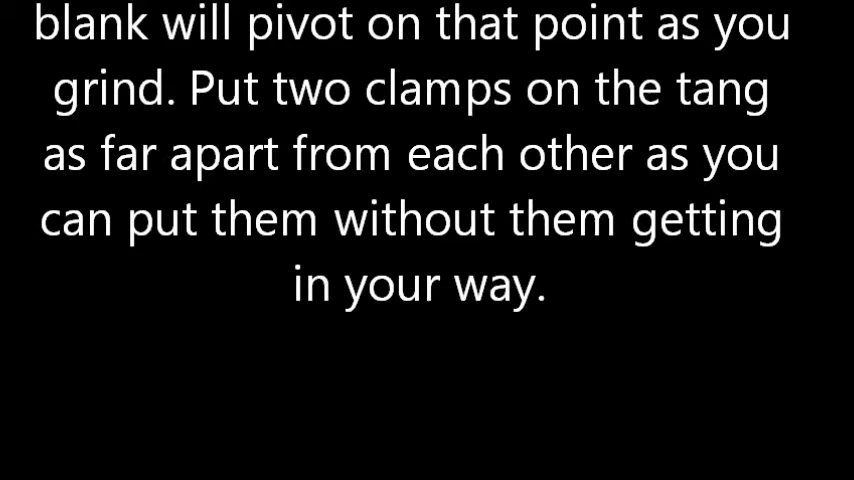 blank will pivot on that point as you
grind. Put two clamps on the tang
as far apart from each other as you
can put them without them getting
in your way.